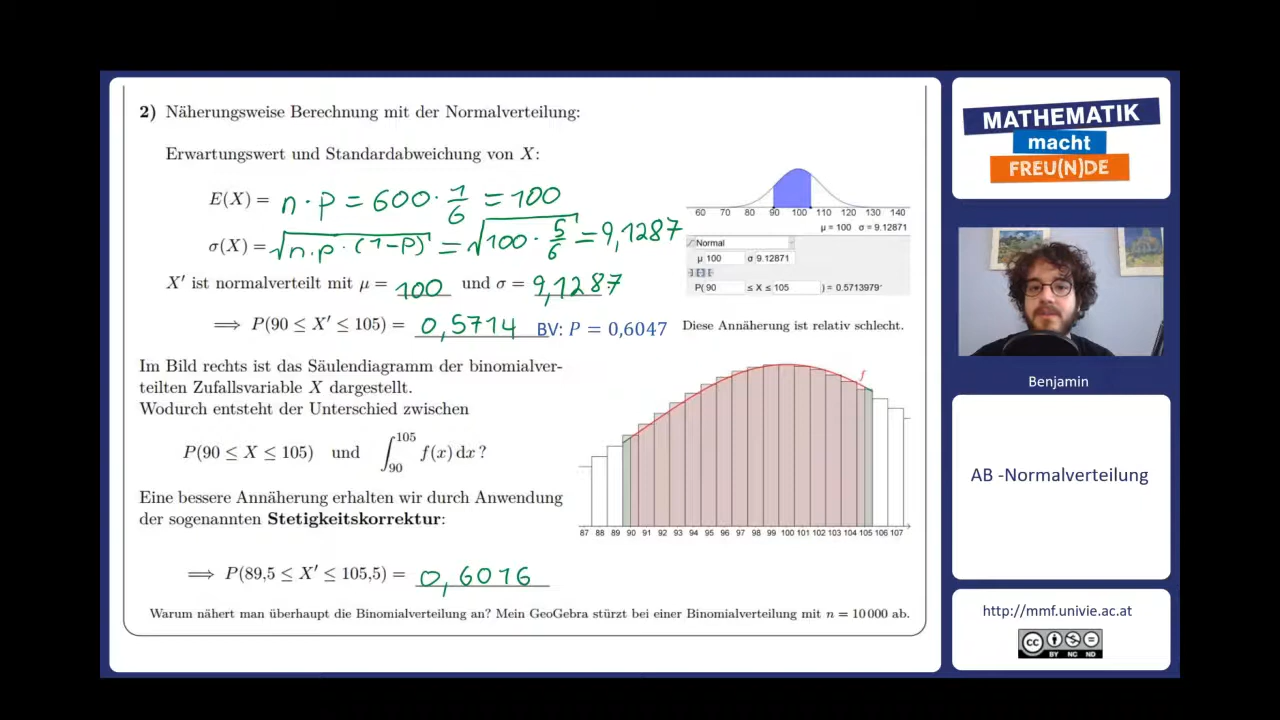 2) Näherungsweise Berechnung mit der Normalverteilung:
Erwartungswert und Standardabweichung von X:
E(X) = n · p = 600 · 1/6 = 100
σ(X) = √(n · p · (1-p)) = √(100 · 5/6) = 9,1287
X′ ist normalverteilt mit μ = 100 und σ = 9,1287
⟹ P(90 ≤ X′ ≤ 105) = 0,5714 BV: P = 0,6047
60 70 80 90 100 110 120 130 140
μ = 100 σ = 9.12871
Normal
μ 100 σ 9.12871
P( 90 ≤ X ≤ 105 ) = 0.5713979
Diese Annäherung ist relativ schlecht.
Im Bild rechts ist das Säulendiagramm der binomialver-
teilten Zufallsvariable X dargestellt.
Wodurch entsteht der Unterschied zwischen
P(90 ≤ X ≤ 105) und ∫₉₀¹⁰⁵ f(x) dx ?
Eine bessere Annäherung erhalten wir durch Anwendung
der sogenannten Stetigkeitskorrektur:
f
87 88 89 90 91 92 93 94 95 96 97 98 99 100 101 102 103 104 105 106 107
⟹ P(89,5 ≤ X′ ≤ 105,5) = 0,6016
Warum nähert man überhaupt die Binomialverteilung an? Mein GeoGebra stürzt bei einer Binomialverteilung mit n = 10 000 ab.
MATHEMATIK
macht
FREU(N)DE
Benjamin
AB -Normalverteilung
http://mmf.univie.ac.at
CC BY NC ND